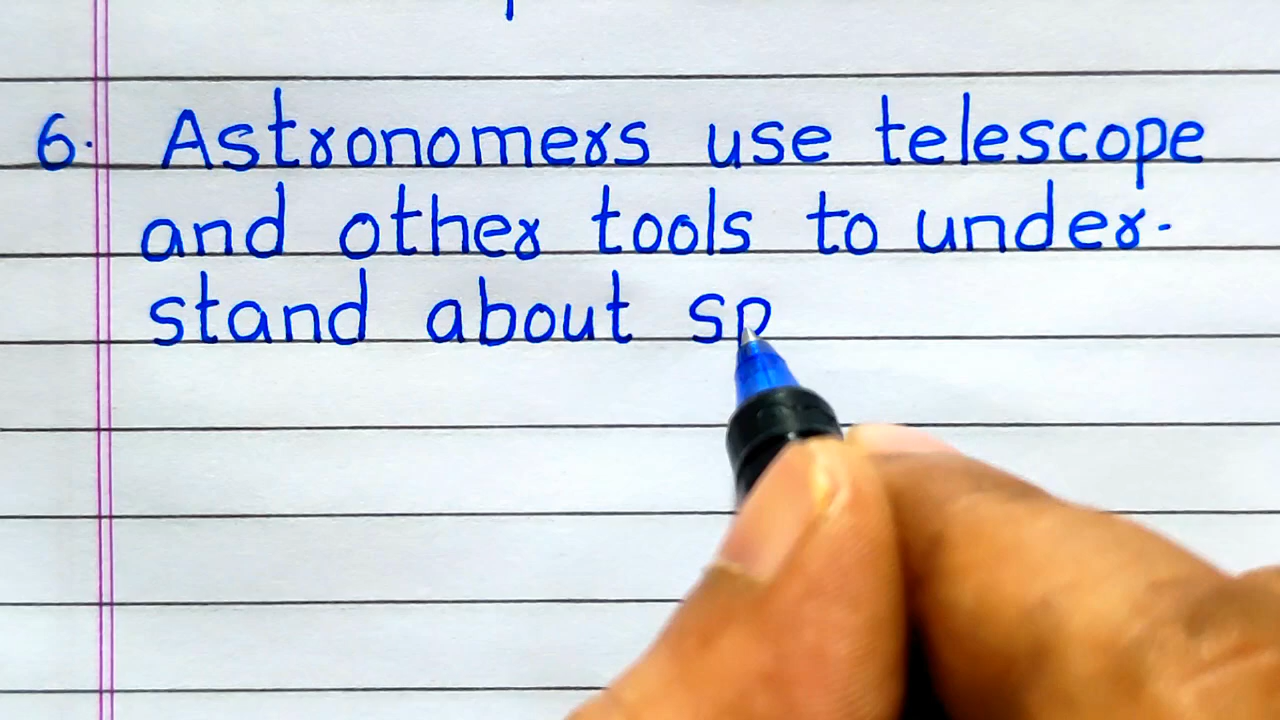 6. Astronomers use telescope
and other tools to under-
stand about sp